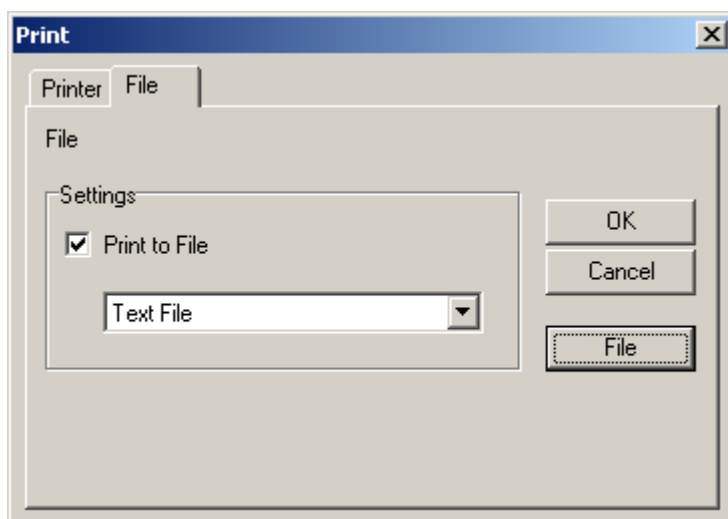 Print
Printer File
File
Settings
Print to File
Text File
OK
Cancel
File